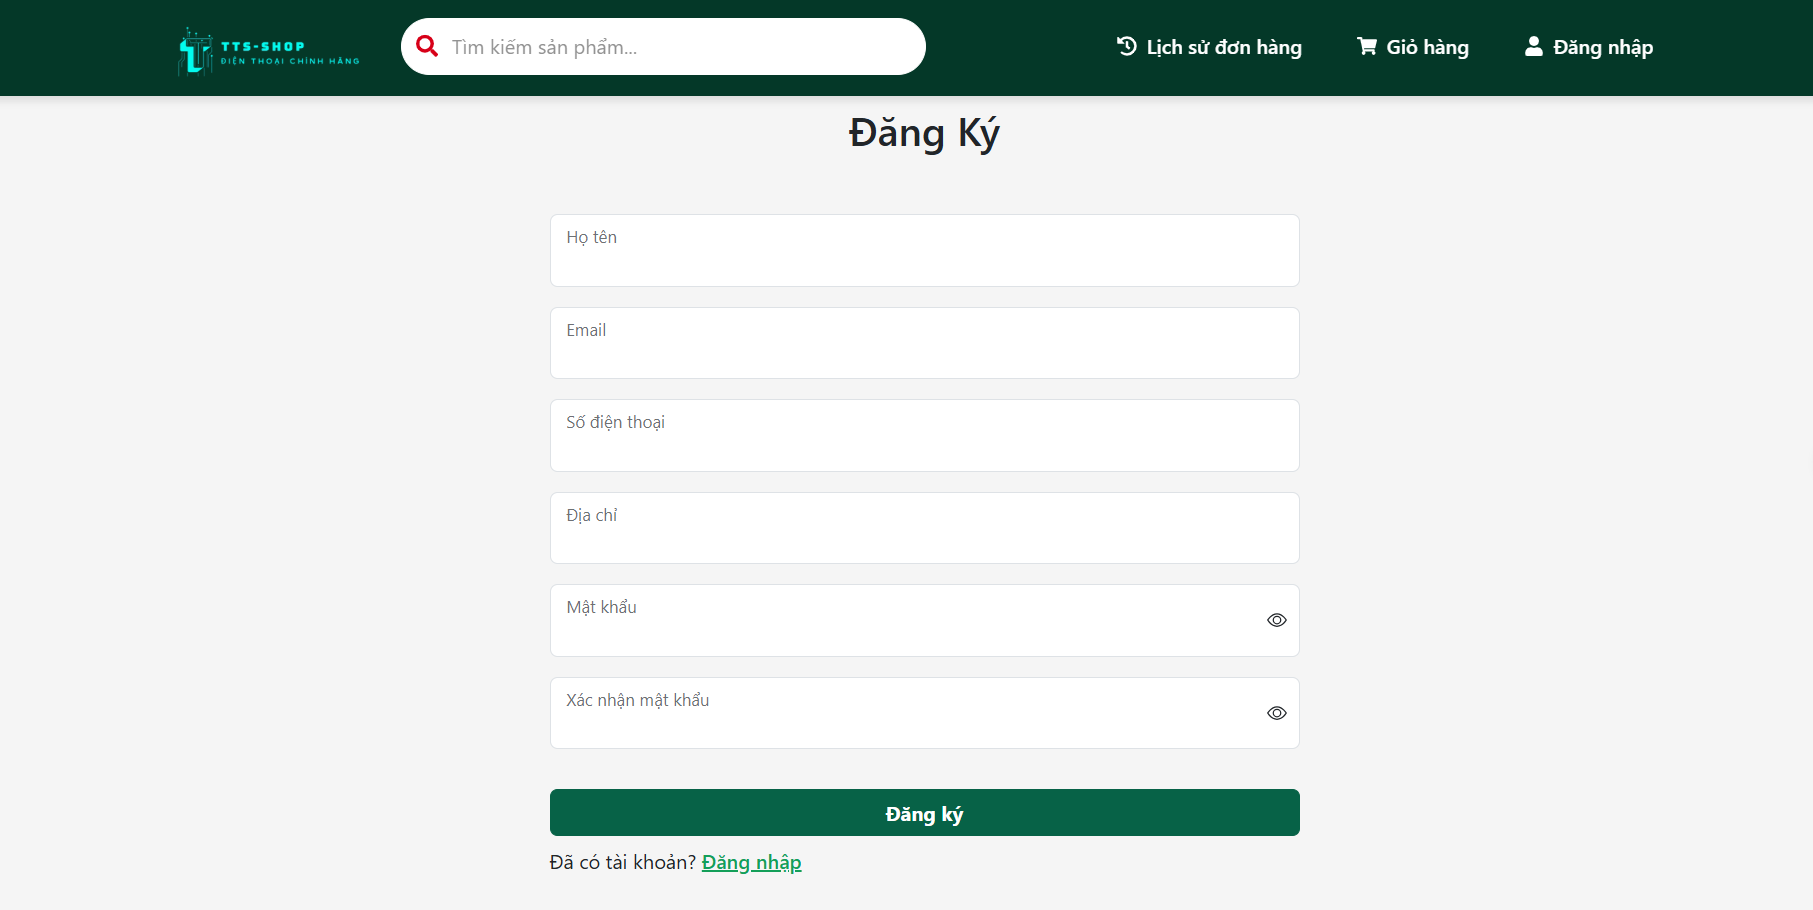 TTS-SHOP
ĐIỆN THOẠI CHÍNH HÃNG
Tìm kiếm sản phẩm...
Lịch sử đơn hàng
Giỏ hàng
Đăng nhập
Đăng Ký
Họ tên
Email
Số điện thoại
Địa chỉ
Mật khẩu
Xác nhận mật khẩu
Đăng ký
Đã có tài khoản? Đăng nhập